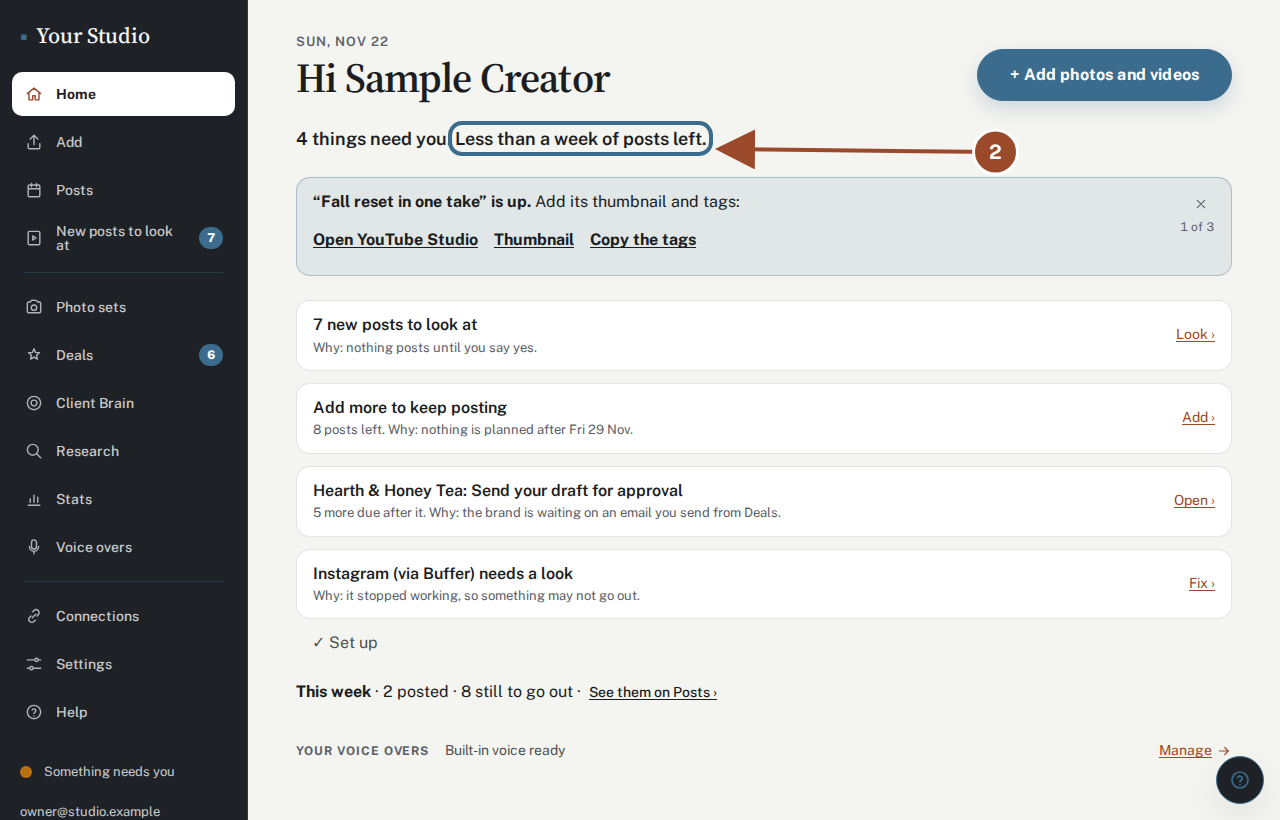 Your Studio
Home
Add
Posts
New posts to look
at
7
Photo sets
Deals
6
Client Brain
Research
Stats
Voice overs
Connections
Settings
Help
Something needs you
owner@studio.example
SUN, NOV 22
Hi Sample Creator
+ Add photos and videos
4 things need you Less than a week of posts left.
2
“Fall reset in one take” is up. Add its thumbnail and tags:
1 of 3
Open YouTube Studio Thumbnail Copy the tags
7 new posts to look at
Why: nothing posts until you say yes.
Look ›
Add more to keep posting
8 posts left. Why: nothing is planned after Fri 29 Nov.
Add ›
Hearth & Honey Tea: Send your draft for approval
5 more due after it. Why: the brand is waiting on an email you send from Deals.
Open ›
Instagram (via Buffer) needs a look
Why: it stopped working, so something may not go out.
Fix ›
✓ Set up
This week · 2 posted · 8 still to go out · See them on Posts ›
YOUR VOICE OVERS Built-in voice ready
Manage →